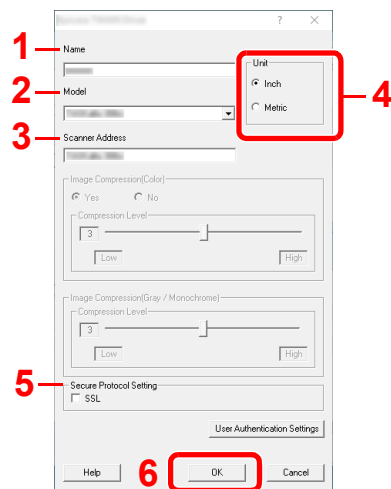 ? ×
1 Name
Unit
Inch
2 Model
Metric
4
3 Scanner Address
Image Compression(Color)
Yes No
Compression Level
3
Low High
Image Compression(Gray / Monochrome)
Compression Level
3
Low High
5 Secure Protocol Setting
SSL
User Authentication Settings
Help 6 OK Cancel